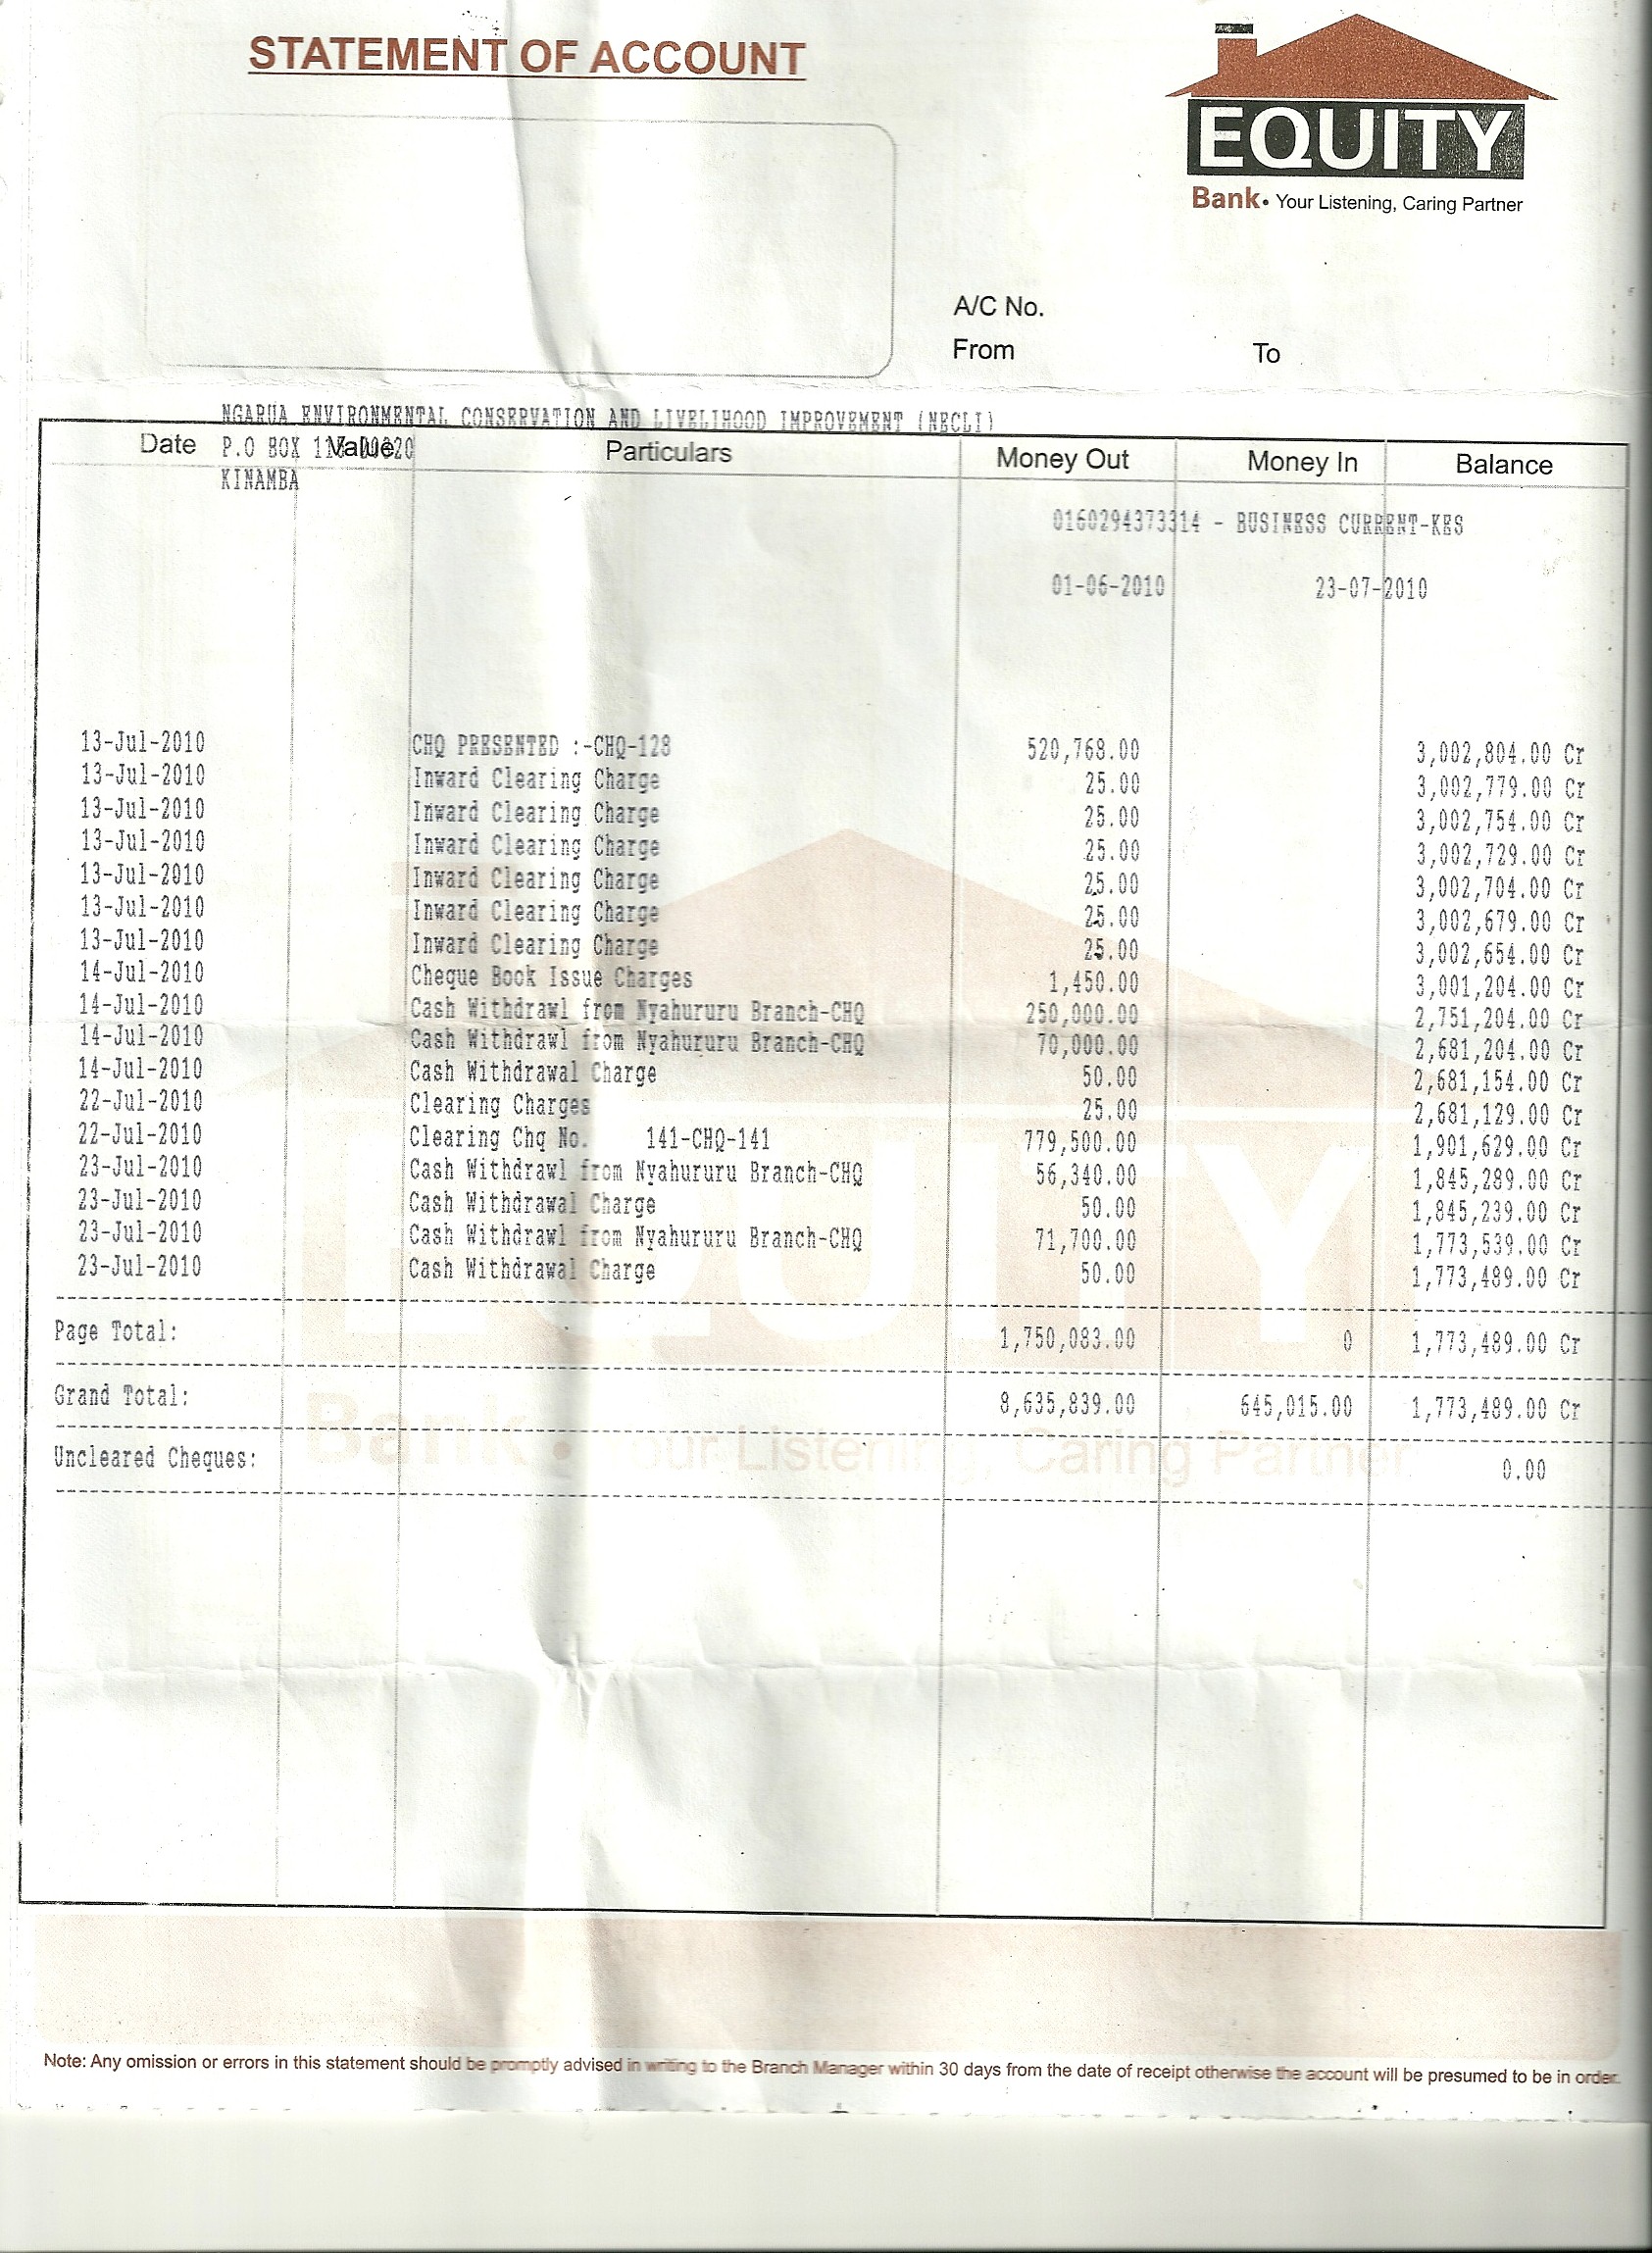 STATEMENT OF ACCOUNT
EQUITY
Bank • Your Listening, Caring Partner
A/C No.
From To
NGARUA ENVIRONMENTAL CONSERVATION AND LIVELIHOOD IMPROVEMENT (NECLI)
Date Value Particulars Money Out Money In Balance
P.O BOX
KINAMBA
0160294373314 - BUSINESS CURRENT-KES
01-06-2010 23-07-2010
13-Jul-2010 CHQ PRESENTED :-CHQ-128 520,768.00 3,002,804.00 Cr
13-Jul-2010 Inward Clearing Charge 25.00 3,002,779.00 Cr
13-Jul-2010 Inward Clearing Charge 25.00 3,002,754.00 Cr
13-Jul-2010 Inward Clearing Charge 25.00 3,002,729.00 Cr
13-Jul-2010 Inward Clearing Charge 25.00 3,002,704.00 Cr
13-Jul-2010 Inward Clearing Charge 25.00 3,002,679.00 Cr
13-Jul-2010 Inward Clearing Charge 25.00 3,002,654.00 Cr
14-Jul-2010 Cheque Book Issue Charges 1,450.00 3,001,204.00 Cr
14-Jul-2010 Cash Withdrawl from Nyahururu Branch-CHQ 250,000.00 2,751,204.00 Cr
14-Jul-2010 Cash Withdrawl from Nyahururu Branch-CHQ 70,000.00 2,681,204.00 Cr
14-Jul-2010 Cash Withdrawal Charge 50.00 2,681,154.00 Cr
22-Jul-2010 Clearing Charges 25.00 2,681,129.00 Cr
22-Jul-2010 Clearing Chq No. 141-CHQ-141 779,500.00 1,901,629.00 Cr
23-Jul-2010 Cash Withdrawl from Nyahururu Branch-CHQ 56,340.00 1,845,289.00 Cr
23-Jul-2010 Cash Withdrawal Charge 50.00 1,845,239.00 Cr
23-Jul-2010 Cash Withdrawl from Nyahururu Branch-CHQ 71,700.00 1,773,539.00 Cr
23-Jul-2010 Cash Withdrawal Charge 50.00 1,773,489.00 Cr
Page Total: 1,750,083.00 0 1,773,489.00 Cr
Grand Total: 8,635,839.00 645,015.00 1,773,489.00 Cr
Uncleared Cheques: 0.00
EQUITY
Bank • Your Listening, Caring Partner
Note: Any omission or errors in this statement should be promptly advised in writing to the Branch Manager within 30 days from the date of receipt otherwise the account will be presumed to be in order.